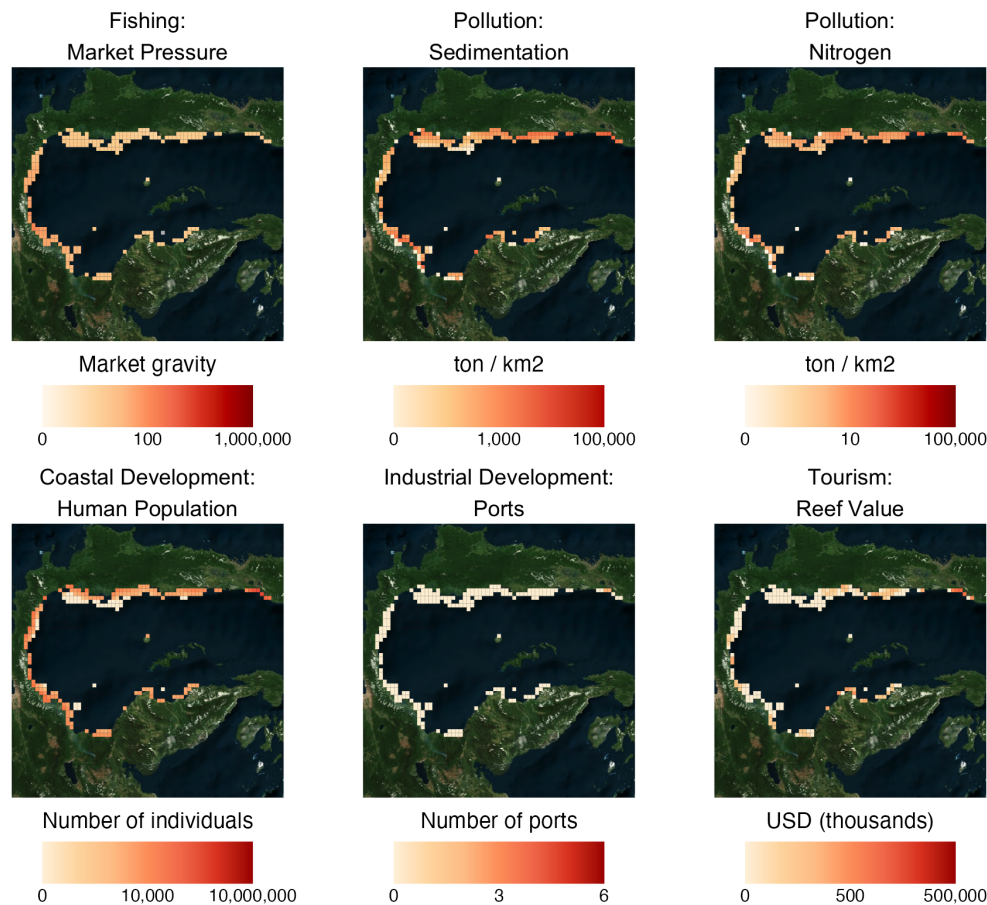 Fishing:
Market Pressure
Pollution:
Sedimentation
Pollution:
Nitrogen
Market gravity
0 100 1,000,000
ton / km2
0 1,000 100,000
ton / km2
0 10 100,000
Coastal Development:
Human Population
Industrial Development:
Ports
Tourism:
Reef Value
Number of individuals
0 10,000 10,000,000
Number of ports
0 3 6
USD (thousands)
0 500 500,000